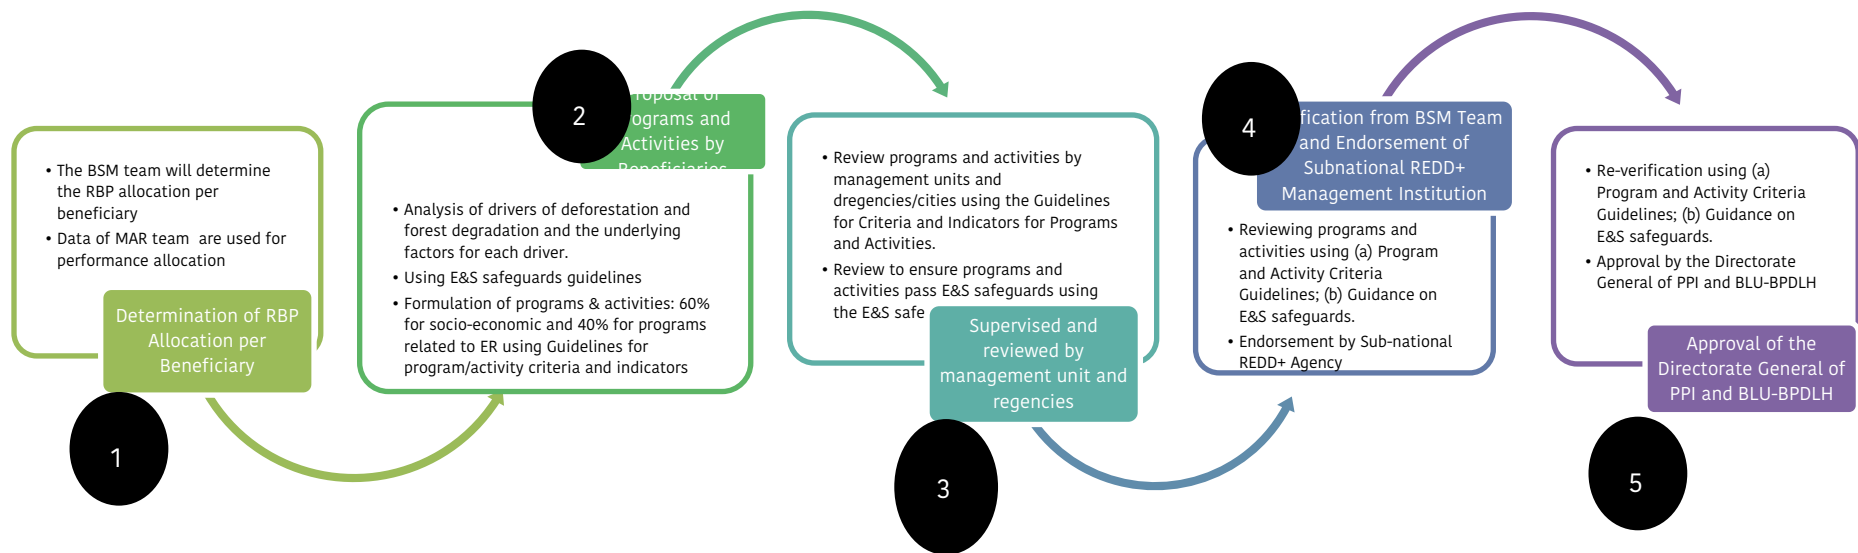 • The BSM team will determine
the RBP allocation per
beneficiary
• Data of MAR team are used for
performance allocation
Determination of RBP
Allocation per
Beneficiary
1
2
Programs and
Activities by
Beneficiaries
• Analysis of drivers of deforestation and
forest degradation and the underlying
factors for each driver.
• Using E&S safeguards guidelines
• Formulation of programs & activities: 60%
for socio-economic and 40% for programs
related to ER using Guidelines for
program/activity criteria and indicators
• Review programs and activities by
management units and
dregencies/cities using the Guidelines
for Criteria and Indicators for Programs
and Activities.
• Review to ensure programs and
activities pass E&S safeguards using
the E&S safe
Supervised and
reviewed by
management unit and
regencies
3
4
from BSM Team
and Endorsement of
Subnational REDD+
Management Institution
• Reviewing programs and
activities using (a) Program
and Activity Criteria
Guidelines; (b) Guidance on
E&S safeguards.
• Endorsement by Sub-national
REDD+ Agency
• Re-verification using (a)
Program and Activity Criteria
Guidelines; (b) Guidance on
E&S safeguards.
• Approval by the Directorate
General of PPI and BLU-BPDLH
Approval of the
Directorate General of
PPI and BLU-BPDLH
5